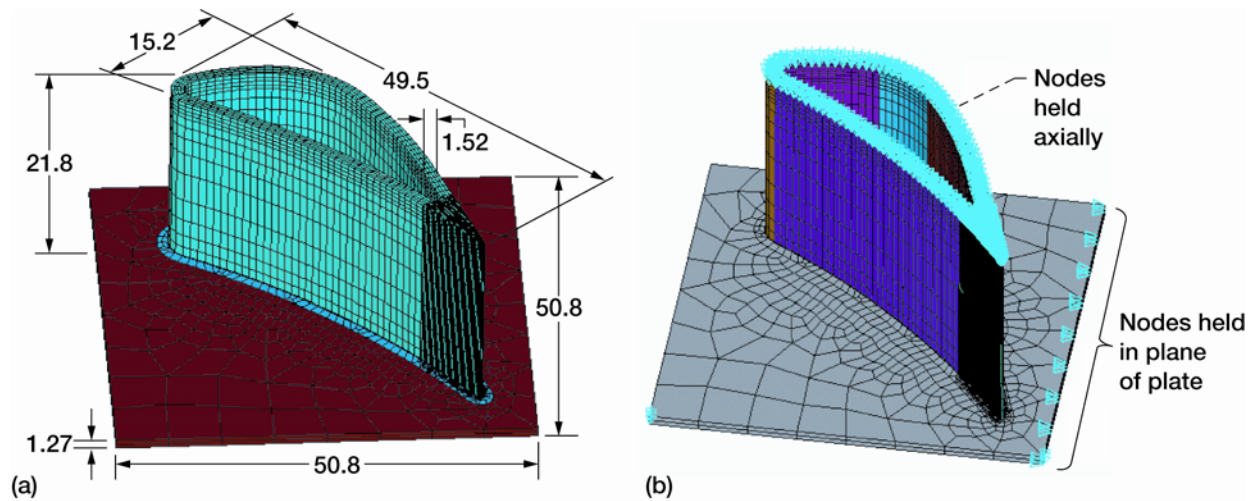 15.2
49.5
1.52
21.8
50.8
1.27
50.8
(a)
Nodes
held
axially
Nodes held
in plane
of plate
(b)